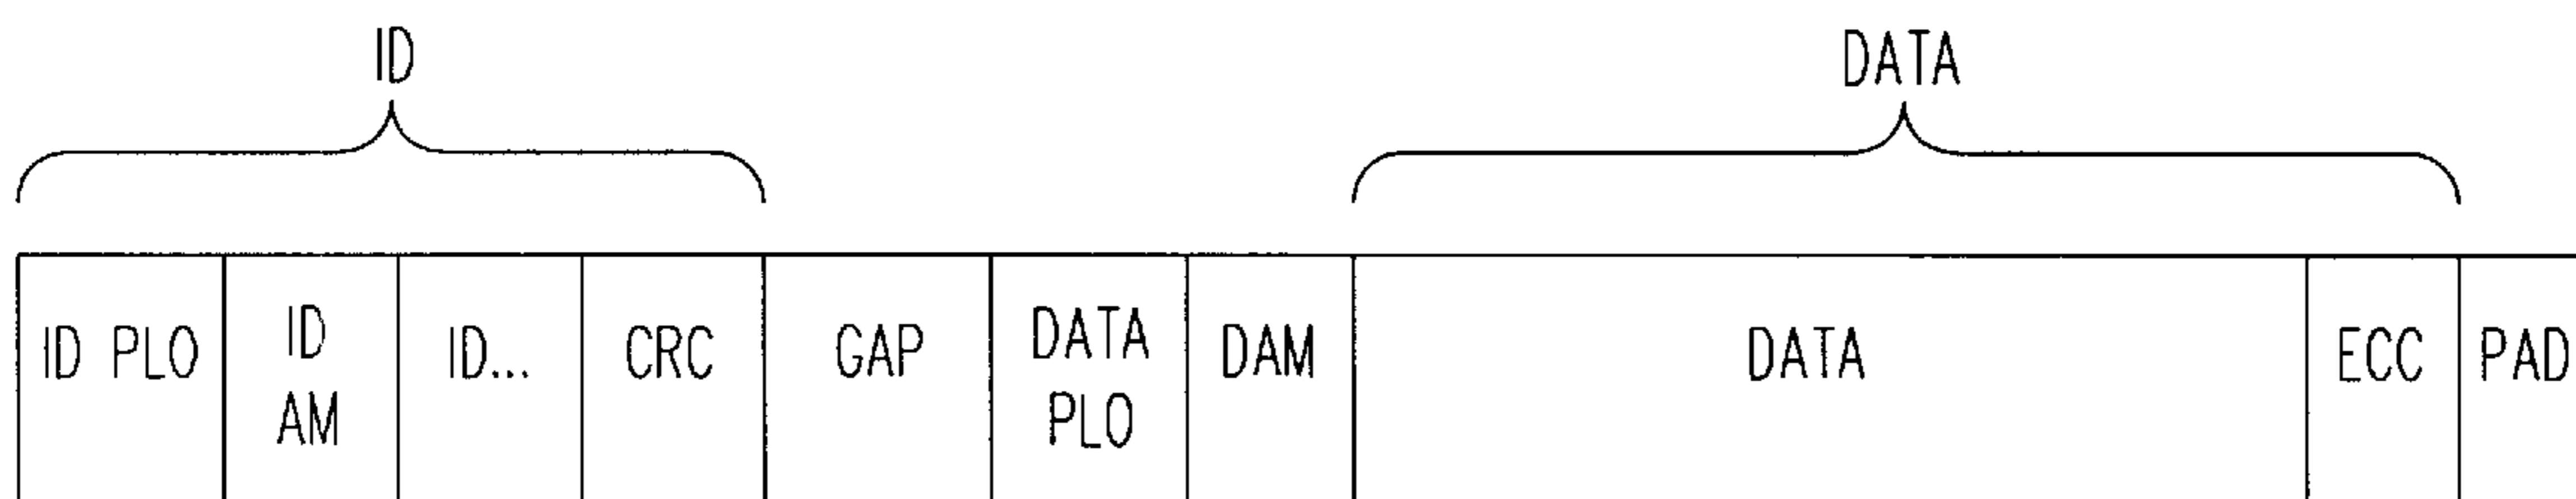 ID
DATA
ID PLO
ID
AM
ID...
CRC
GAP
DATA
PLO
DAM
DATA
ECC
PAD